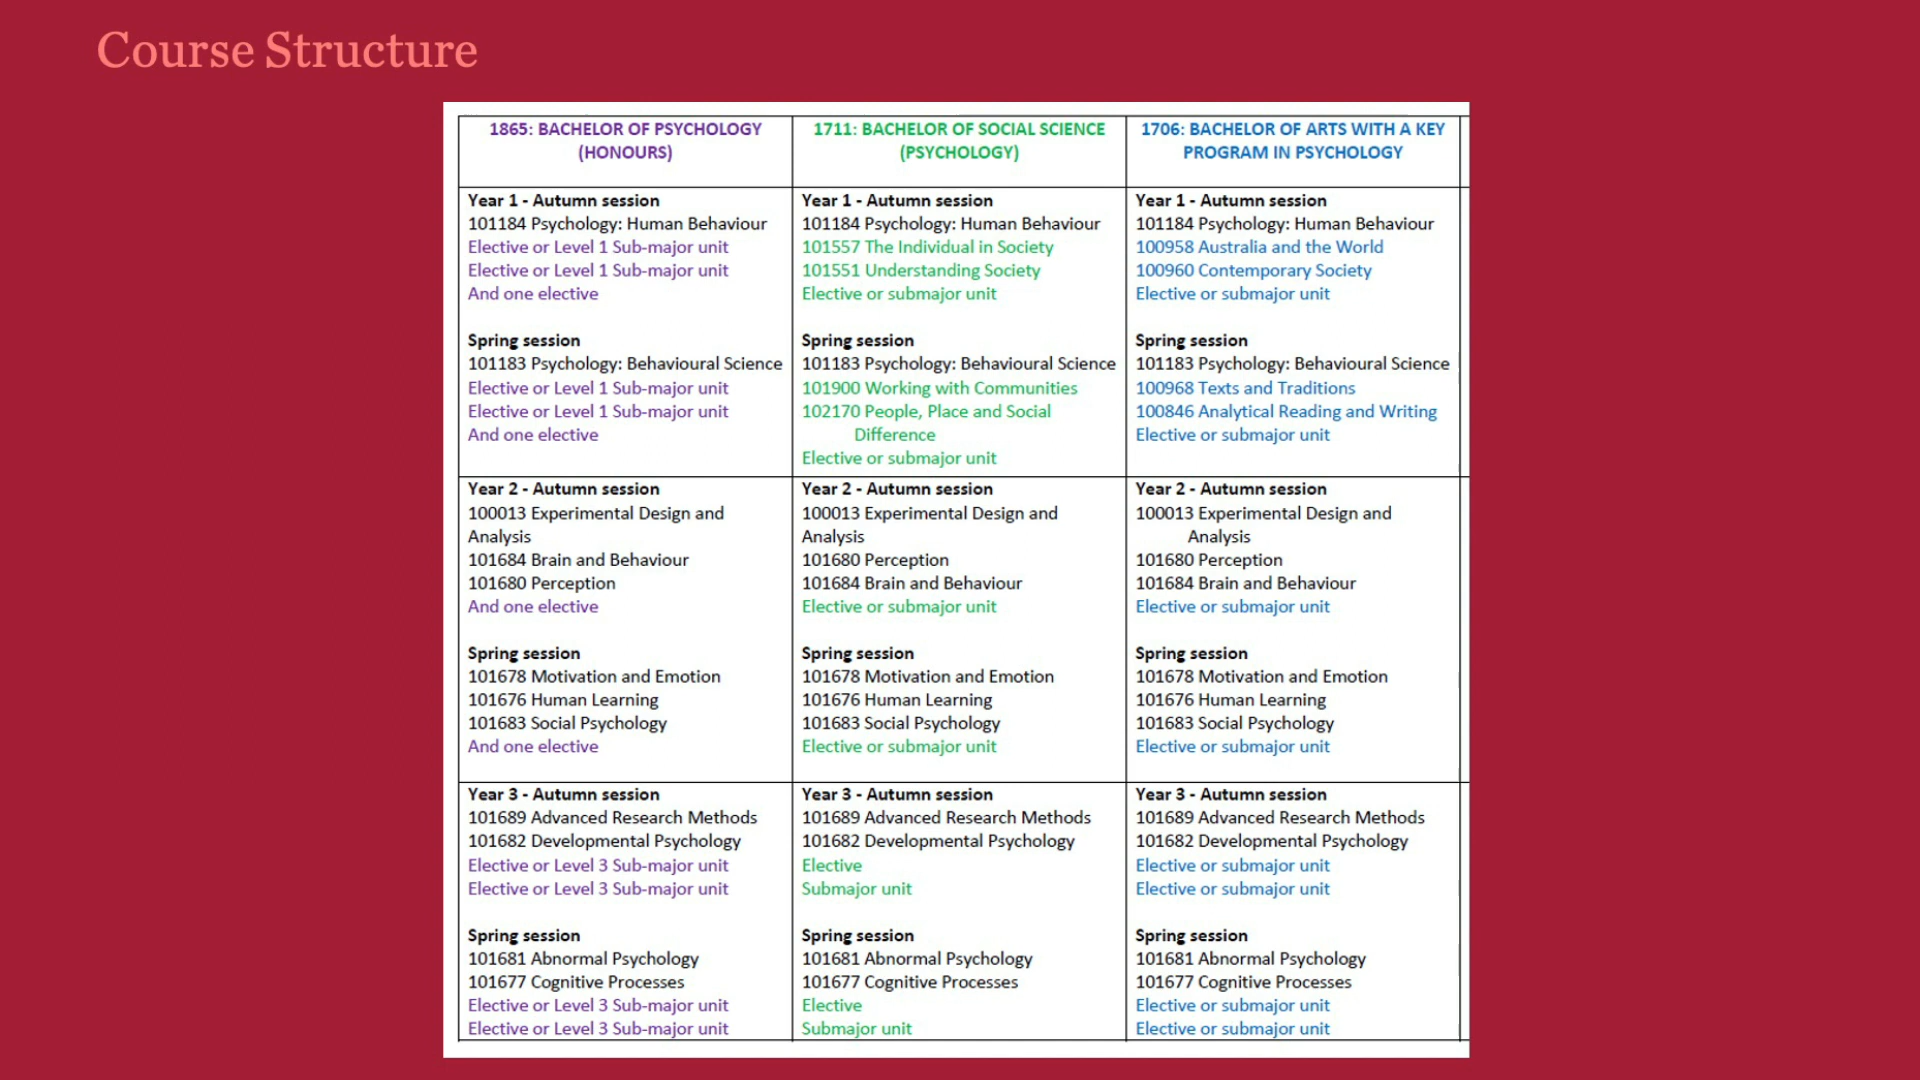 Course Structure
1865: BACHELOR OF PSYCHOLOGY
(HONOURS)
1711: BACHELOR OF SOCIAL SCIENCE
(PSYCHOLOGY)
1706: BACHELOR OF ARTS WITH A KEY
PROGRAM IN PSYCHOLOGY
Year 1 - Autumn session
101184 Psychology: Human Behaviour
Elective or Level 1 Sub-major unit
Elective or Level 1 Sub-major unit
And one elective
Spring session
101183 Psychology: Behavioural Science
Elective or Level 1 Sub-major unit
Elective or Level 1 Sub-major unit
And one elective
Year 1 - Autumn session
101184 Psychology: Human Behaviour
101557 The Individual in Society
101551 Understanding Society
Elective or submajor unit
Spring session
101183 Psychology: Behavioural Science
101900 Working with Communities
102170 People, Place and Social
Difference
Elective or submajor unit
Year 1 - Autumn session
101184 Psychology: Human Behaviour
100958 Australia and the World
100960 Contemporary Society
Elective or submajor unit
Spring session
101183 Psychology: Behavioural Science
100968 Texts and Traditions
100846 Analytical Reading and Writing
Elective or submajor unit
Year 2 - Autumn session
100013 Experimental Design and
Analysis
101684 Brain and Behaviour
101680 Perception
And one elective
Spring session
101678 Motivation and Emotion
101676 Human Learning
101683 Social Psychology
And one elective
Year 2 - Autumn session
100013 Experimental Design and
Analysis
101680 Perception
101684 Brain and Behaviour
Elective or submajor unit
Spring session
101678 Motivation and Emotion
101676 Human Learning
101683 Social Psychology
Elective or submajor unit
Year 2 - Autumn session
100013 Experimental Design and
Analysis
101680 Perception
101684 Brain and Behaviour
Elective or submajor unit
Spring session
101678 Motivation and Emotion
101676 Human Learning
101683 Social Psychology
Elective or submajor unit
Year 3 - Autumn session
101689 Advanced Research Methods
101682 Developmental Psychology
Elective or Level 3 Sub-major unit
Elective or Level 3 Sub-major unit
Spring session
101681 Abnormal Psychology
101677 Cognitive Processes
Elective or Level 3 Sub-major unit
Elective or Level 3 Sub-major unit
Year 3 - Autumn session
101689 Advanced Research Methods
101682 Developmental Psychology
Elective
Submajor unit
Spring session
101681 Abnormal Psychology
101677 Cognitive Processes
Elective
Submajor unit
Year 3 - Autumn session
101689 Advanced Research Methods
101682 Developmental Psychology
Elective or submajor unit
Elective or submajor unit
Spring session
101681 Abnormal Psychology
101677 Cognitive Processes
Elective or submajor unit
Elective or submajor unit